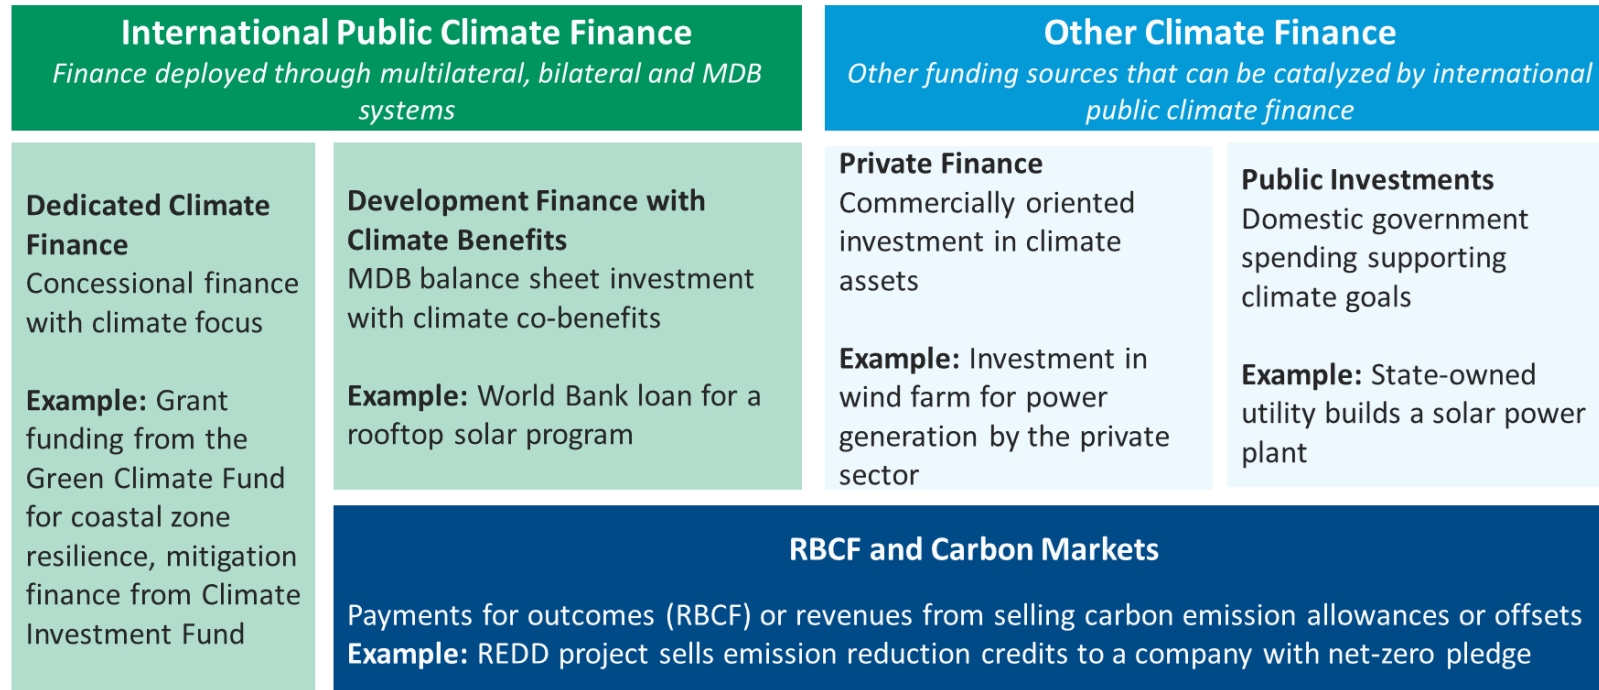 International Public Climate Finance
Finance deployed through multilateral, bilateral and MDB
systems
Other Climate Finance
Other funding sources that can be catalyzed by international
public climate finance
Dedicated Climate
Finance
Concessional finance
with climate focus
Example: Grant
funding from the
Green Climate Fund
for coastal zone
resilience, mitigation
finance from Climate
Investment Fund
Development Finance with
Climate Benefits
MDB balance sheet investment
with climate co-benefits
Example: World Bank loan for a
rooftop solar program
Private Finance
Commercially oriented
investment in climate
assets
Example: Investment in
wind farm for power
generation by the private
sector
Public Investments
Domestic government
spending supporting
climate goals
Example: State-owned
utility builds a solar power
plant
RBCF and Carbon Markets
Payments for outcomes (RBCF) or revenues from selling carbon emission allowances or offsets
Example: REDD project sells emission reduction credits to a company with net-zero pledge